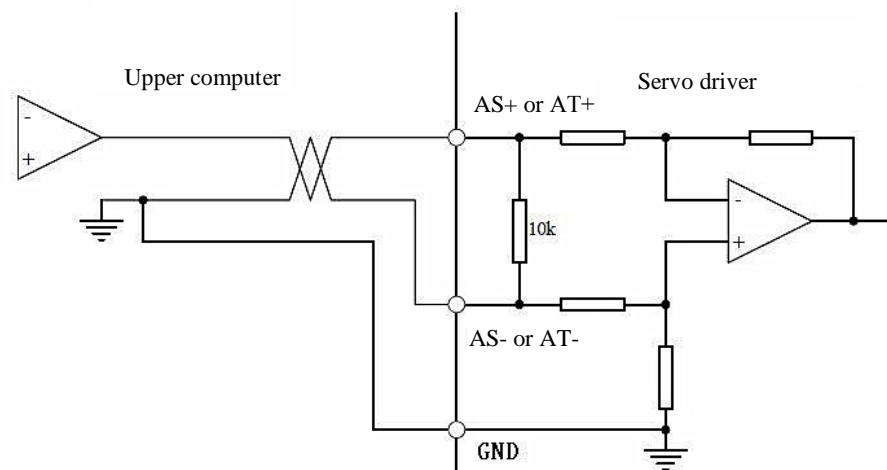 Upper computer
Servo driver
AS+ or AT+
-
+
10k
-
+
AS- or AT-
GND